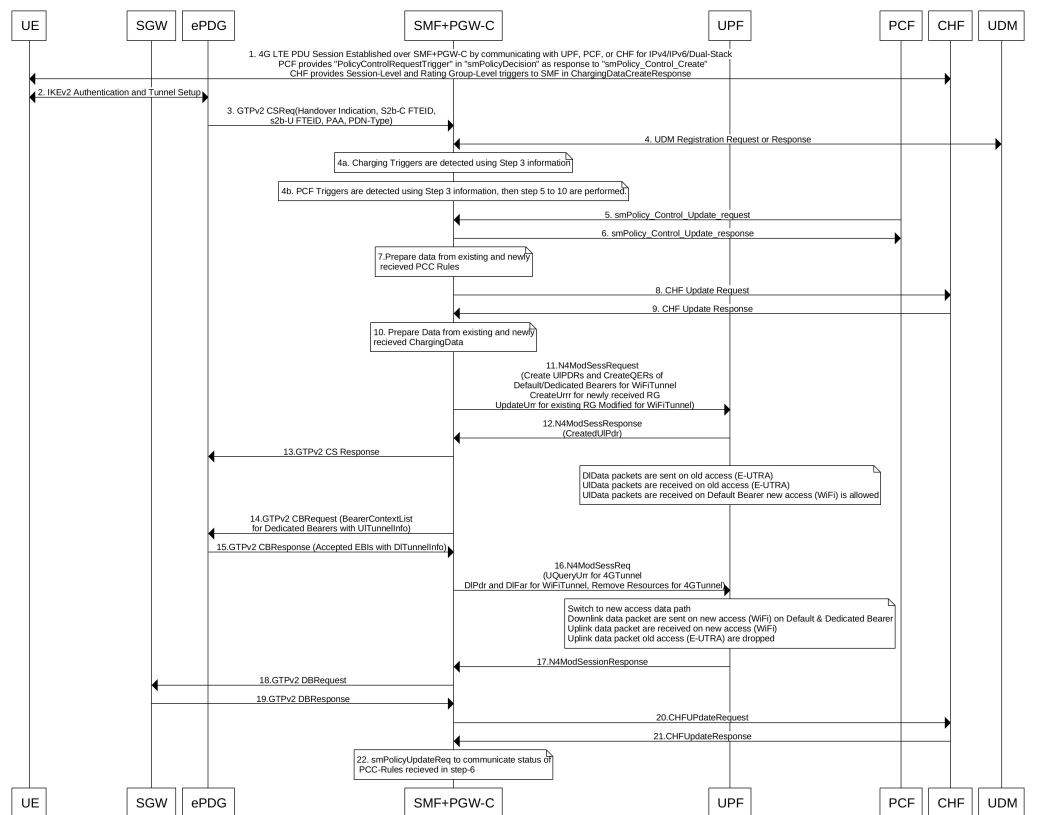 UE
SGW
ePDG
SMF+PGW-C
UPF
PCF
CHF
UDM
1. 4G LTE PDU Session Established over SMF+PGW-C by communicating with UPF, PCF, or CHF for IPv4/IPv6/Dual-Stack
PCF provides "PolicyControlRequestTrigger" in "smPolicyDecision" as response to "smPolicy_Control_Create"
CHF provides Session-Level and Rating Group-Level triggers to SMF in ChargingDataCreateResponse
2. IKEv2 Authentication and Tunnel Setup
3. GTPv2 CSReq(Handover Indication, S2b-C FTEID,
s2b-U FTEID, PAA, PDN-Type)
4. UDM Registration Request or Response
4a. Charging Triggers are detected using Step 3 information
4b. PCF Triggers are detected using Step 3 information, then step 5 to 10 are performed.
5. smPolicy_Control_Update_request
6. smPolicy_Control_Update_response
7.Prepare data from existing and newly
recieved PCC Rules
8. CHF Update Request
9. CHF Update Response
10. Prepare Data from existing and newly
recieved ChargingData
11.N4ModSessRequest
(Create UlPDRs and CreateQERs of
Default/Dedicated Bearers for WiFiTunnel
CreateUrrr for newly received RG
UpdateUrr for existing RG Modified for WiFiTunnel)
12.N4ModSessResponse
(CreatedUlPdr)
13.GTPv2 CS Response
DlData packets are sent on old access (E-UTRA)
UlData packets are received on old access (E-UTRA)
UlData packets are received on Default Bearer new access (WiFi) is allowed
14.GTPv2 CBRequest (BearerContextList
for Dedicated Bearers with UlTunnelInfo)
15.GTPv2 CBResponse (Accepted EBIs with DlTunnelInfo)
16.N4ModSessReq
(UQueryUrr for 4GTunnel
DlPdr and DlFar for WiFiTunnel, Remove Resources for 4GTunnel)
Switch to new access data path
Downlink data packet are sent on new access (WiFi) on Default & Dedicated Bearer
Uplink data packet are received on new access (WiFi)
Uplink data packet old access (E-UTRA) are dropped
17.N4ModSessionResponse
18.GTPv2 DBRequest
19.GTPv2 DBResponse
20.CHFUPdateRequest
21.CHFUpdateResponse
22. smPolicyUpdateReq to communicate status of
PCC-Rules recieved in step-6
UE
SGW
ePDG
SMF+PGW-C
UPF
PCF
CHF
UDM